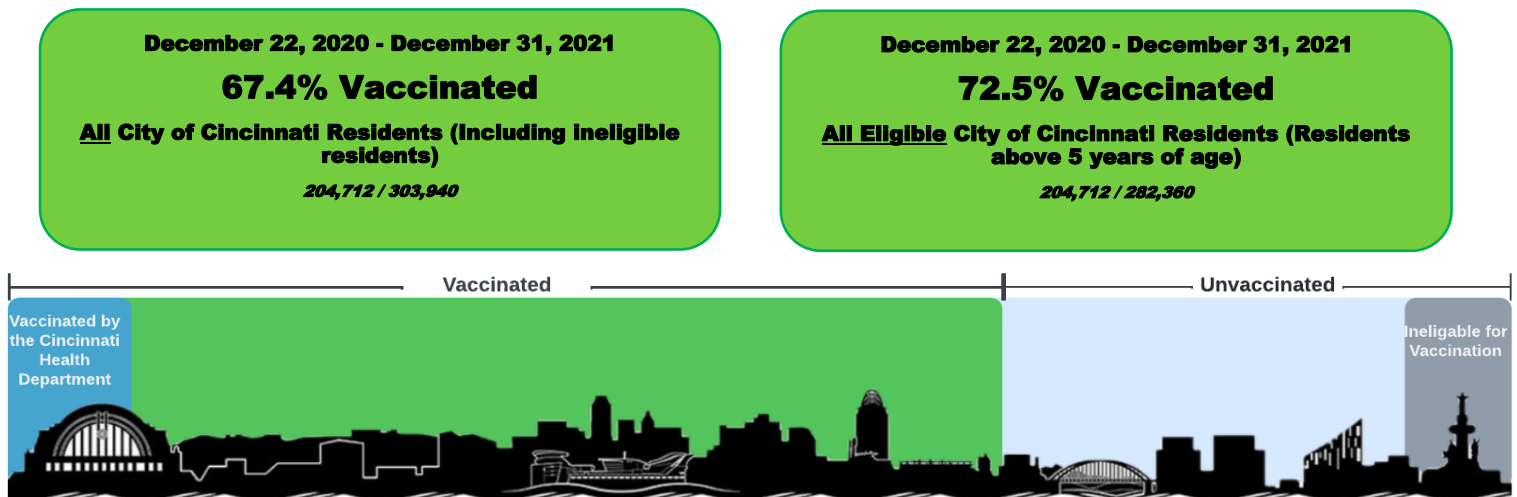 December 22, 2020 - December 31, 2021
67.4% Vaccinated
All City of Cincinnati Residents (Including ineligible
residents)
204,712 / 303,940
December 22, 2020 - December 31, 2021
72.5% Vaccinated
All Eligible City of Cincinnati Residents (Residents
above 5 years of age)
204,712 / 282,360
Vaccinated
Unvaccinated
Vaccinated by
the Cincinnati
Health
Department
Ineligable for
Vaccination